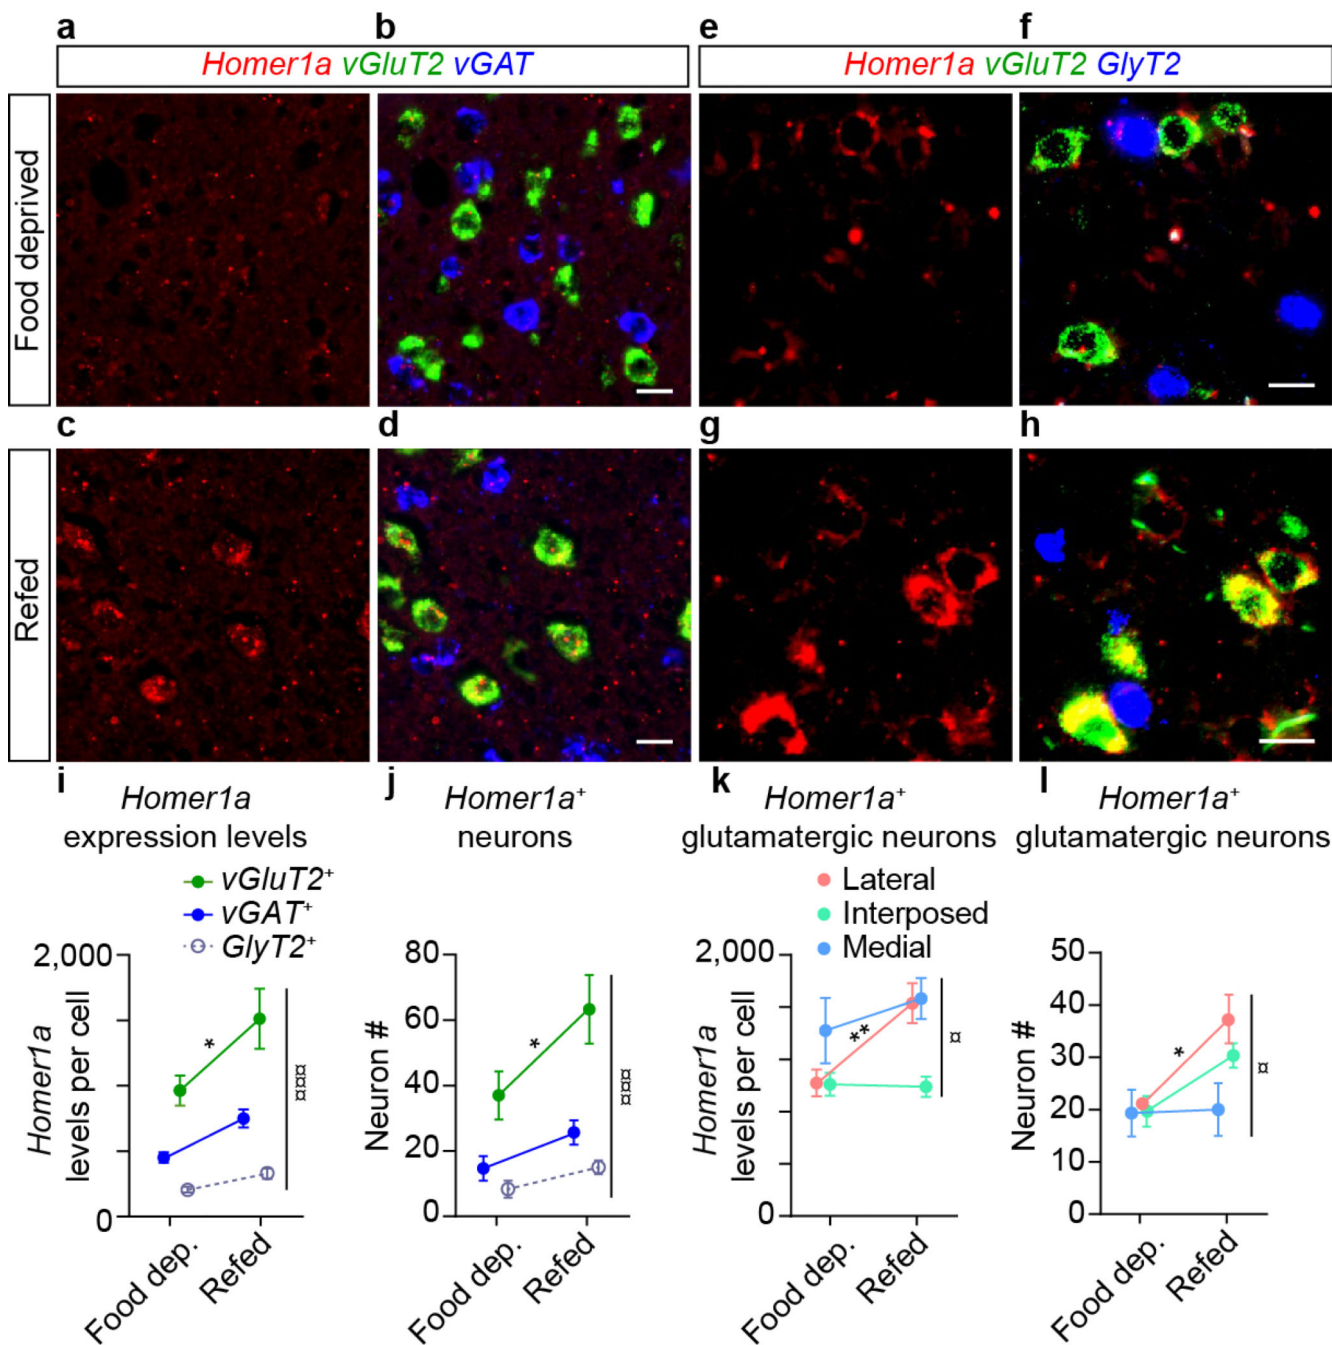 a b e f
Homer1a vGluT2 vGAT
Homer1a vGluT2 GlyT2
Food deprived
c d g h
Refed
i
Homer1a
expression levels
vGluT2+
vGAT+
GlyT2+
2,000
0
Homer1a
levels per cell
*
¤¤¤
Food dep.
Refed
j
Homer1a+
neurons
80
60
40
20
0
Neuron #
*
¤¤¤
Food dep.
Refed
k
Homer1a+
glutamatergic neurons
Lateral
Interposed
Medial
2,000
0
Homer1a
levels per cell
**
¤
Food dep.
Refed
l
Homer1a+
glutamatergic neurons
50
40
30
20
10
0
Neuron #
*
¤
Food dep.
Refed